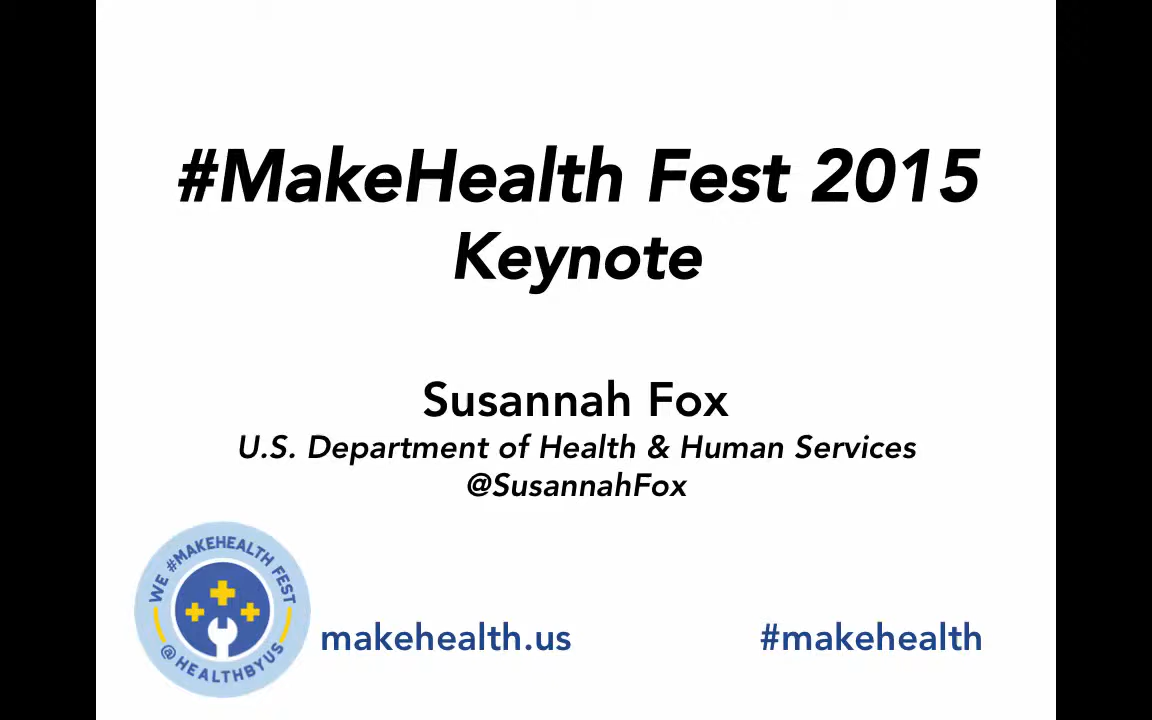 #MakeHealth Fest 2015
Keynote
Susannah Fox
U.S. Department of Health & Human Services
@SusannahFox
WE #MAKEHEALTH FEST
@HEALTHBYUS
makehealth.us
#makehealth